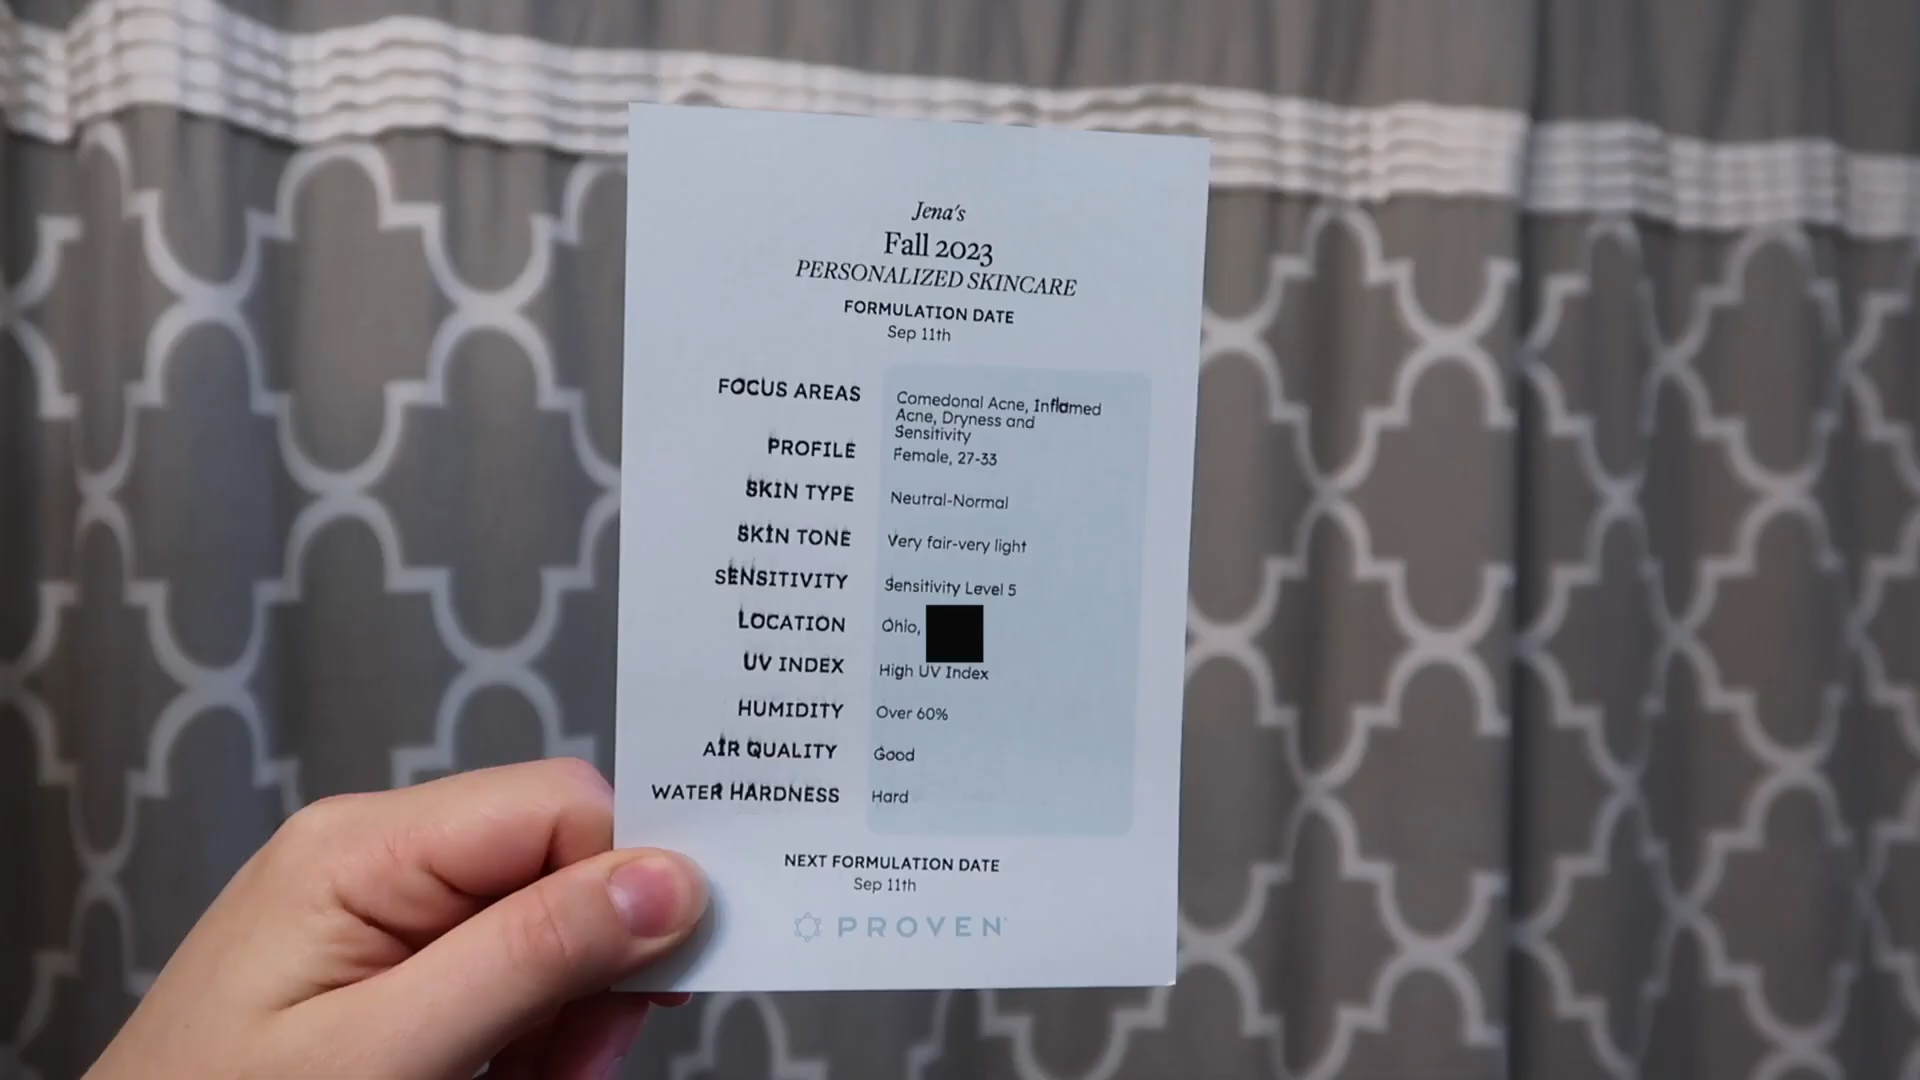 Jena's
Fall 2023
PERSONALIZED SKINCARE
FORMULATION DATE
Sep 11th
FOCUS AREAS Comedonal Acne, Inflamed
Acne, Dryness and
Sensitivity
PROFILE Female, 27-33
SKIN TYPE Neutral-Normal
SKIN TONE Very fair-very light
SENSITIVITY Sensitivity Level 5
LOCATION Ohio,
UV INDEX High UV Index
HUMIDITY Over 60%
AIR QUALITY Good
WATER HARDNESS Hard
NEXT FORMULATION DATE
Sep 11th
PROVEN